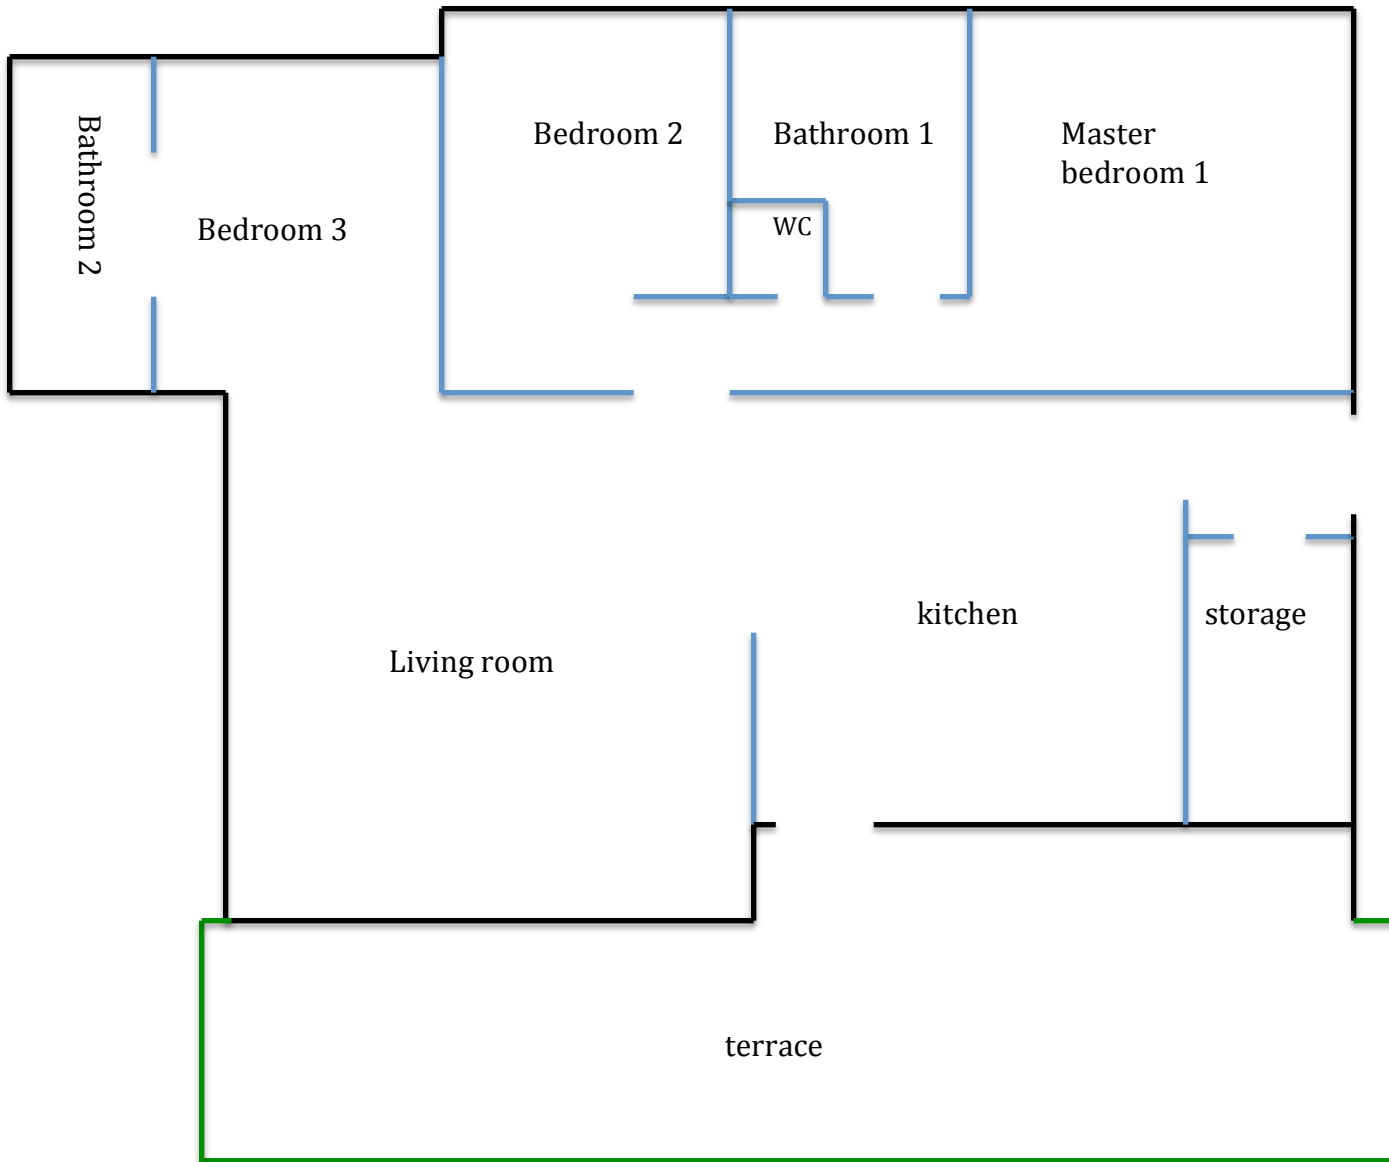 Bathroom 2
Bedroom 3
Bedroom 2
Bathroom 1
Master
bedroom 1
WC
Living room
kitchen
storage
terrace